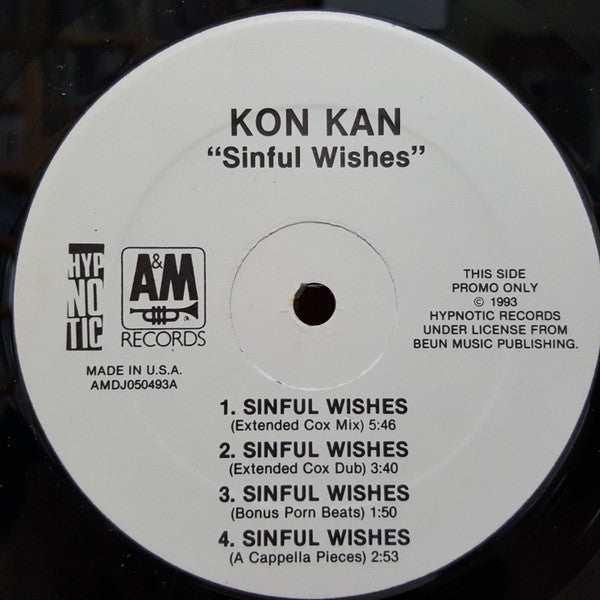 KON KAN
“Sinful Wishes”
HYP
NO
TIC
A&M
RECORDS
MADE IN U.S.A.
AMDJ050493A
THIS SIDE
PROMO ONLY
© 1993
HYPNOTIC RECORDS
UNDER LICENSE FROM
BEUN MUSIC PUBLISHING.
1. SINFUL WISHES
(Extended Cox Mix) 5:46
2. SINFUL WISHES
(Extended Cox Dub) 3:40
3. SINFUL WISHES
(Bonus Porn Beats) 1:50
4. SINFUL WISHES
(A Cappella Pieces) 2:53